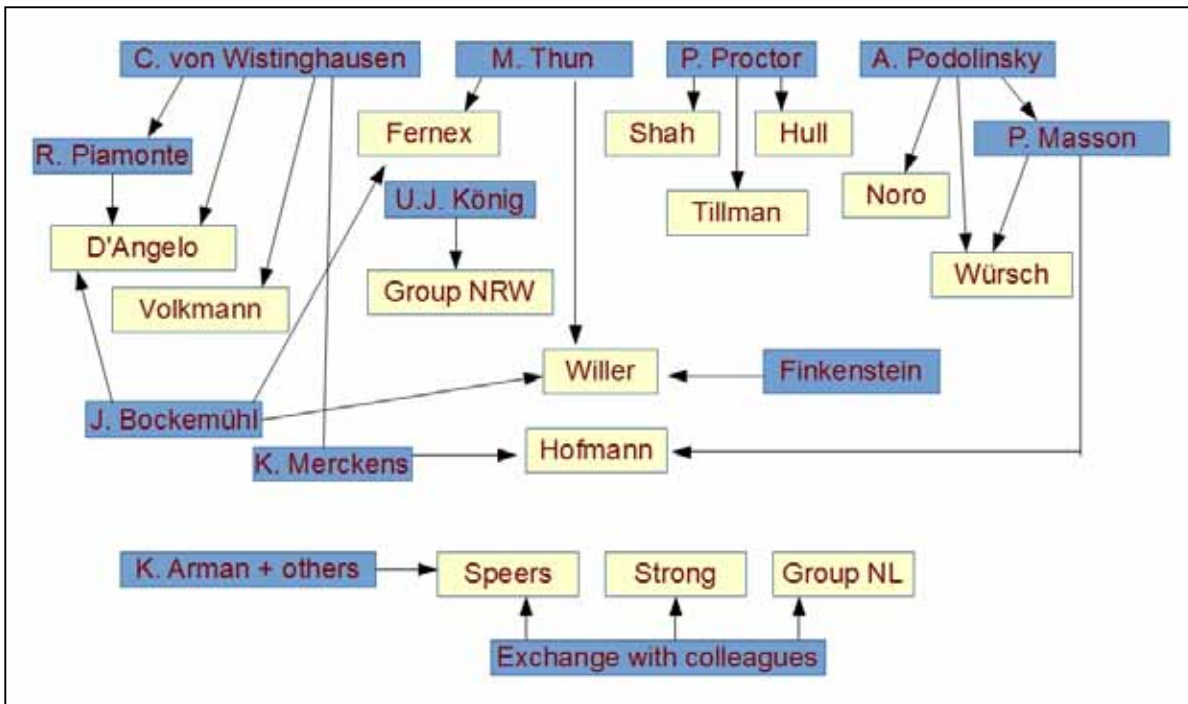 C. von Wistinghausen
M. Thun
P. Proctor
A. Podolinsky
Fernex
Shah
Hull
P. Masson
R. Piamonte
U.J. König
Tillman
Noro
D'Angelo
Würsch
Group NRW
Volkmann
Willer
Finkenstein
J. Bockemühl
Hofmann
K. Merckens
K. Arman + others
Speers
Strong
Group NL
Exchange with colleagues